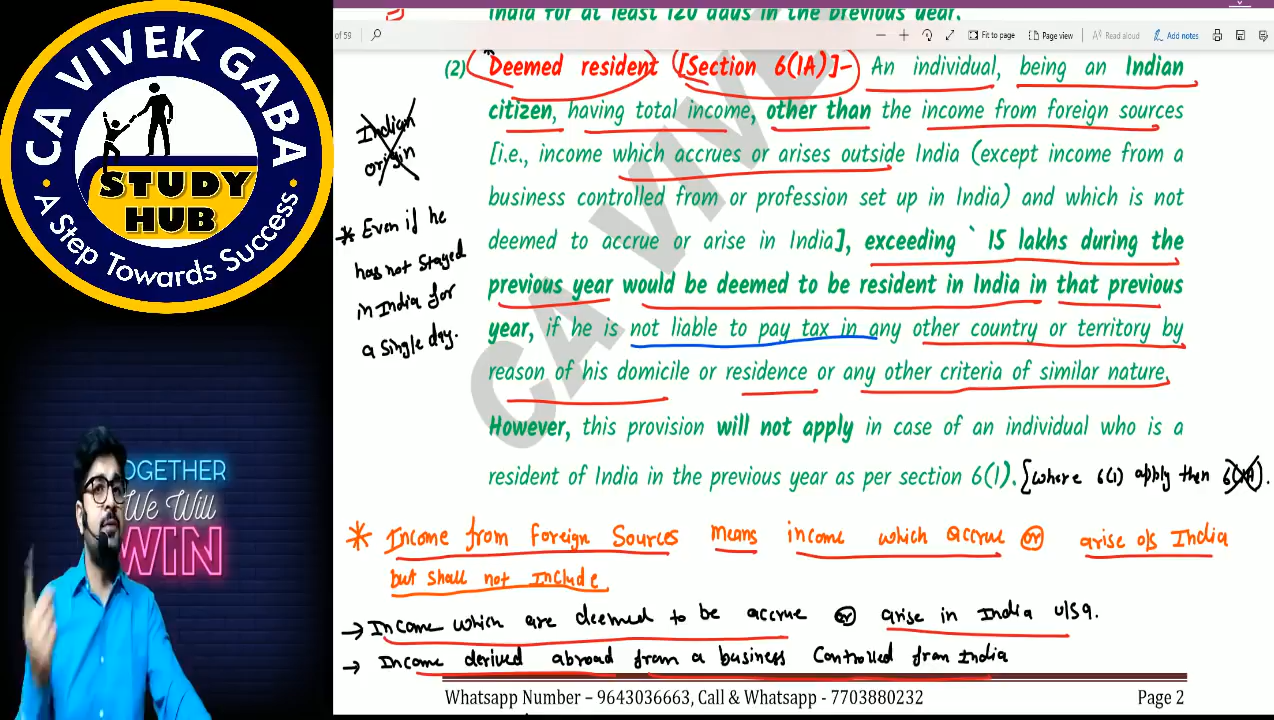 India for at least 120 days in the previous year.
of 59
Fit to page
Page view
Read aloud
Add notes
(2) Deemed resident [Section 6(1A)]- An individual, being an Indian
citizen, having total income, other than the income from foreign sources
[i.e., income which accrues or arises outside India (except income from a
business controlled from or profession set up in India) and which is not
deemed to accrue or arise in India], exceeding ` 15 lakhs during the
previous year would be deemed to be resident in India in that previous
year, if he is not liable to pay tax in any other country or territory by
reason of his domicile or residence or any other criteria of similar nature.
However, this provision will not apply in case of an individual who is a
resident of India in the previous year as per section 6(1). [where 6(1) apply then 6(1A)].
Indian
origin
* Even if he
has not stayed
in India for
a single day.
* Income from Foreign Sources means income which accrue or arise o/s India
but shall not include
→ Income which are deemed to be accrue or arise in India U/S 9.
→ Income derived abroad from a business controlled from India
Whatsapp Number – 9643036663, Call & Whatsapp - 7703880232
Page 2
CA VIVEK GABA
STUDY
HUB
• A Step Towards Success •
TOGETHER
We Will
WIN
CA VIVE